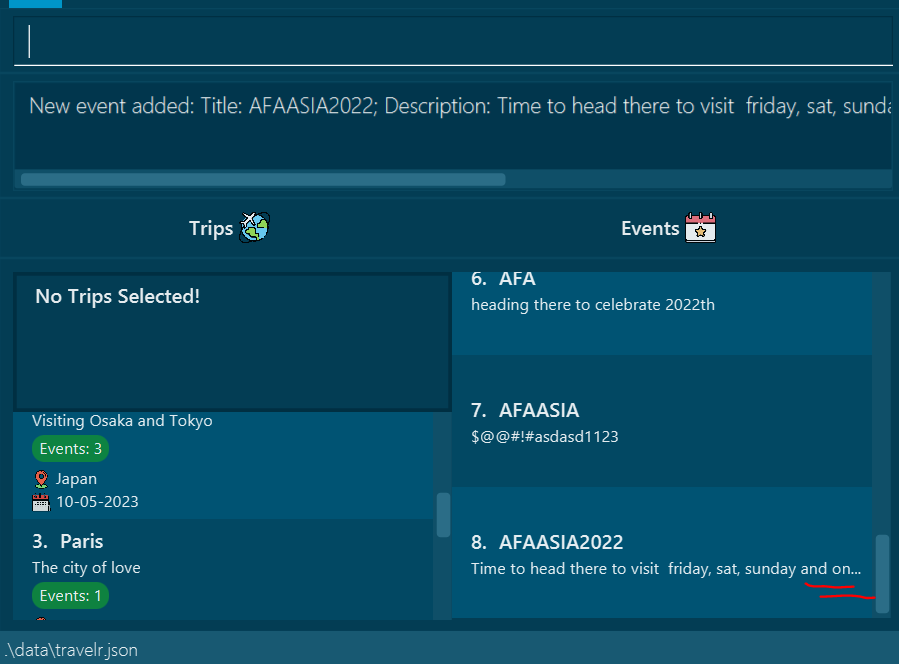 New event added: Title: AFAASIA2022; Description: Time to head there to visit  friday, sat, sunda
Trips
Events
No Trips Selected!
Visiting Osaka and Tokyo
Events: 3
Japan
10-05-2023
3. Paris
The city of love
Events: 1
6. AFA
heading there to celebrate 2022th
7. AFAASIA
$@@#!#asdasd1123
8. AFAASIA2022
Time to head there to visit  friday, sat, sunday and on...
.\data\travelr.json